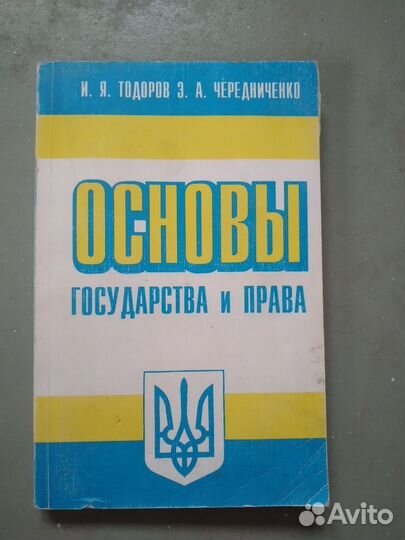 И. Я. ТОДОРОВ Э. А. ЧЕРЕДНИЧЕНКО
ОСНОВЫ
ГОСУДАРСТВА и ПРАВА
Avito